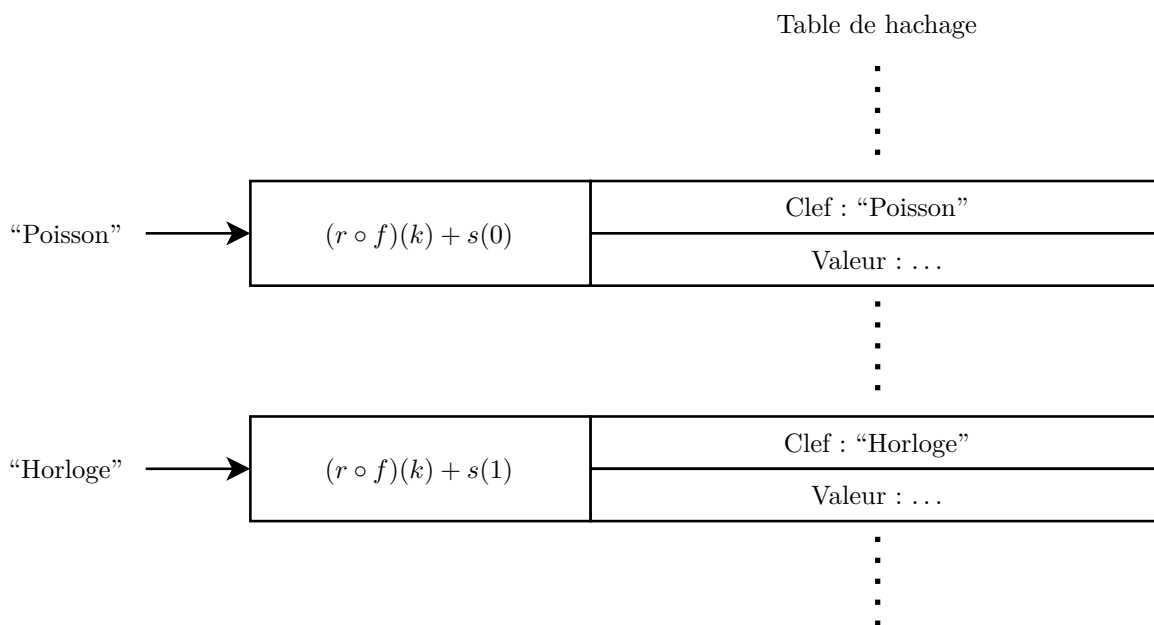 Table de hachage
“Poisson”
(r ∘ f)(k) + s(0)
Clef : “Poisson”
Valeur : . . .
“Horloge”
(r ∘ f)(k) + s(1)
Clef : “Horloge”
Valeur : . . .